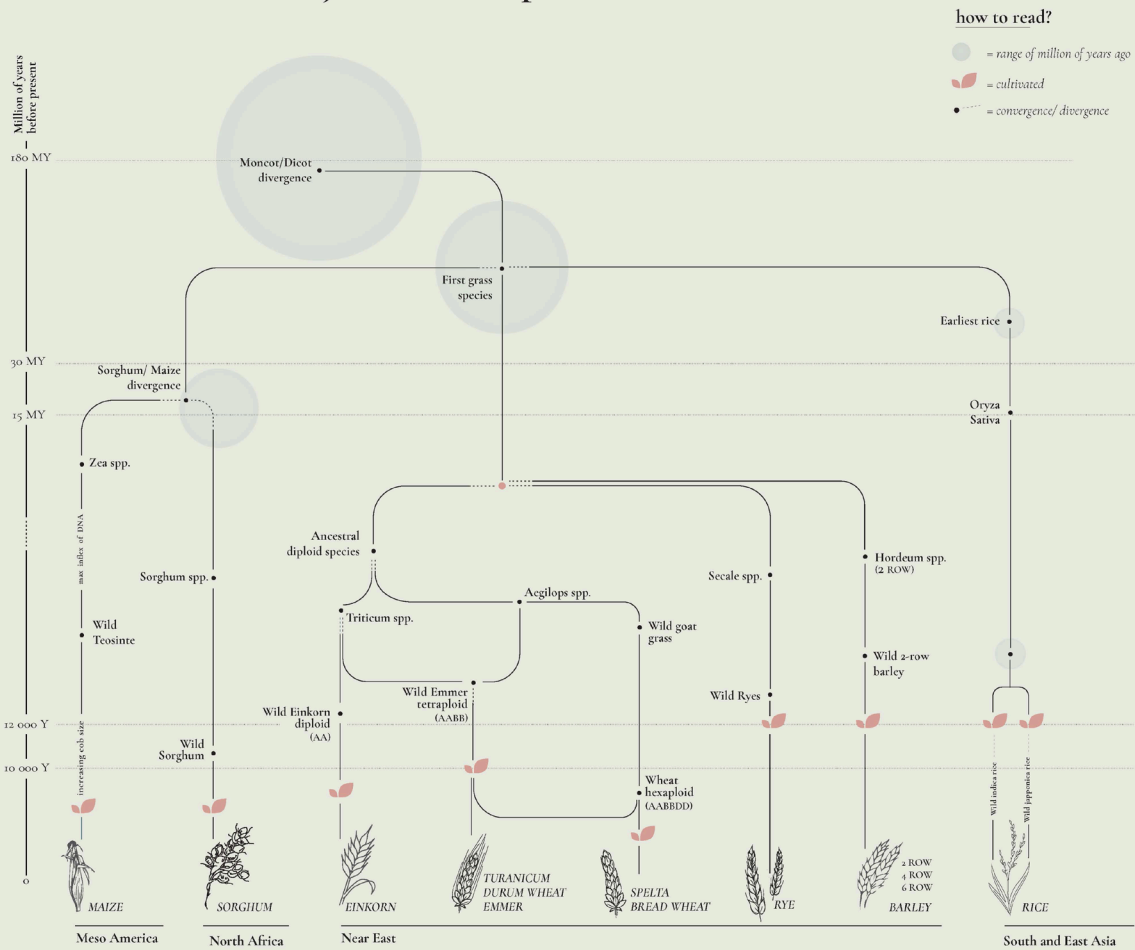 how to read?
= range of million of years ago
= cultivated
= convergence/ divergence
Million of years
before present
180 MY
Moncot/Dicot
divergence
First grass
species
Earliest rice
30 MY
Sorghum/ Maize
divergence
15 MY
Oryza
Sativa
Zea spp.
max inflex of DNA
Ancestral
diploid species
Hordeum spp.
(2 ROW)
Sorghum spp.
Secale spp.
Aegilops spp.
Triticum spp.
Wild
Teosinte
Wild goat
grass
Wild 2-row
barley
Wild Emmer
tetraploid
(AABB)
Wild Ryes
Wild Einkorn
diploid
(AA)
12 000 Y
increasing cob size
Wild
Sorghum
10 000 Y
Wheat
hexaploid
(AABBDD)
Wild indica rice
Wild japponica rice
2 ROW
4 ROW
6 ROW
0
MAIZE
SORGHUM
EINKORN
TURANICUM
DURUM WHEAT
EMMER
SPELTA
BREAD WHEAT
RYE
BARLEY
RICE
Meso America
North Africa
Near East
South and East Asia